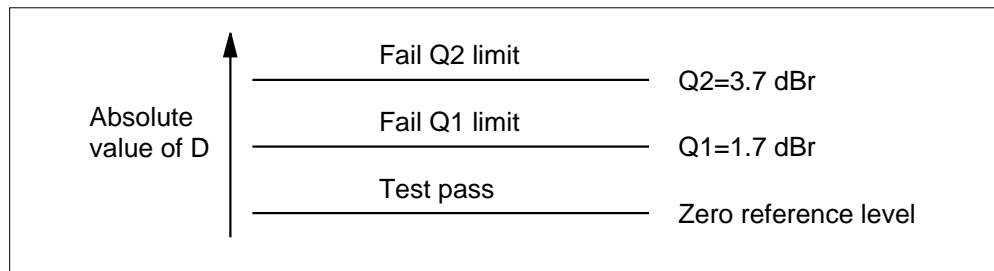 Fail Q2 limit
Q2=3.7 dBr
Absolute
value of D
Fail Q1 limit
Q1=1.7 dBr
Test pass
Zero reference level